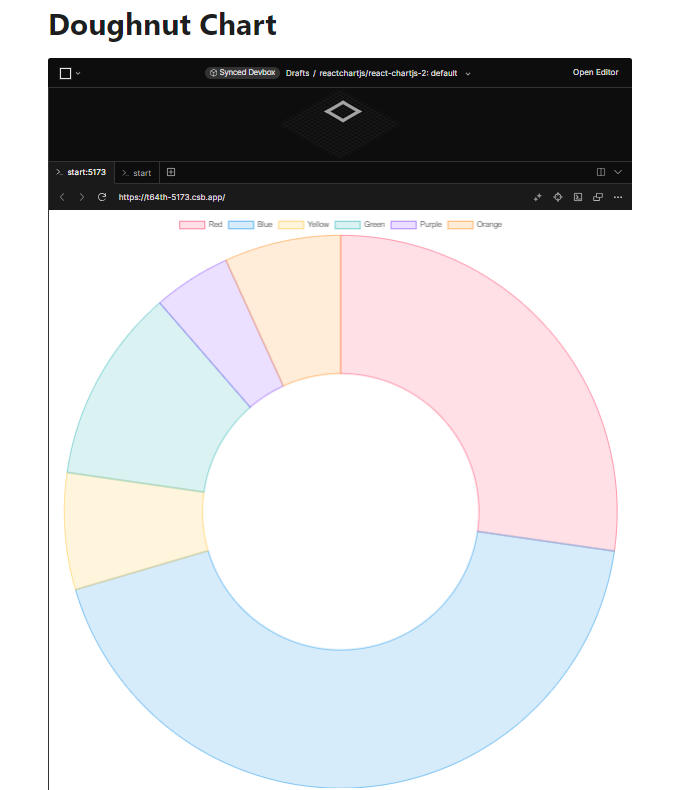 Doughnut Chart
Synced Devbox Drafts / reactchartjs/react-chartjs-2: default Open Editor
start:5173 start
https://t64th-5173.csb.app/
Red Blue Yellow Green Purple Orange